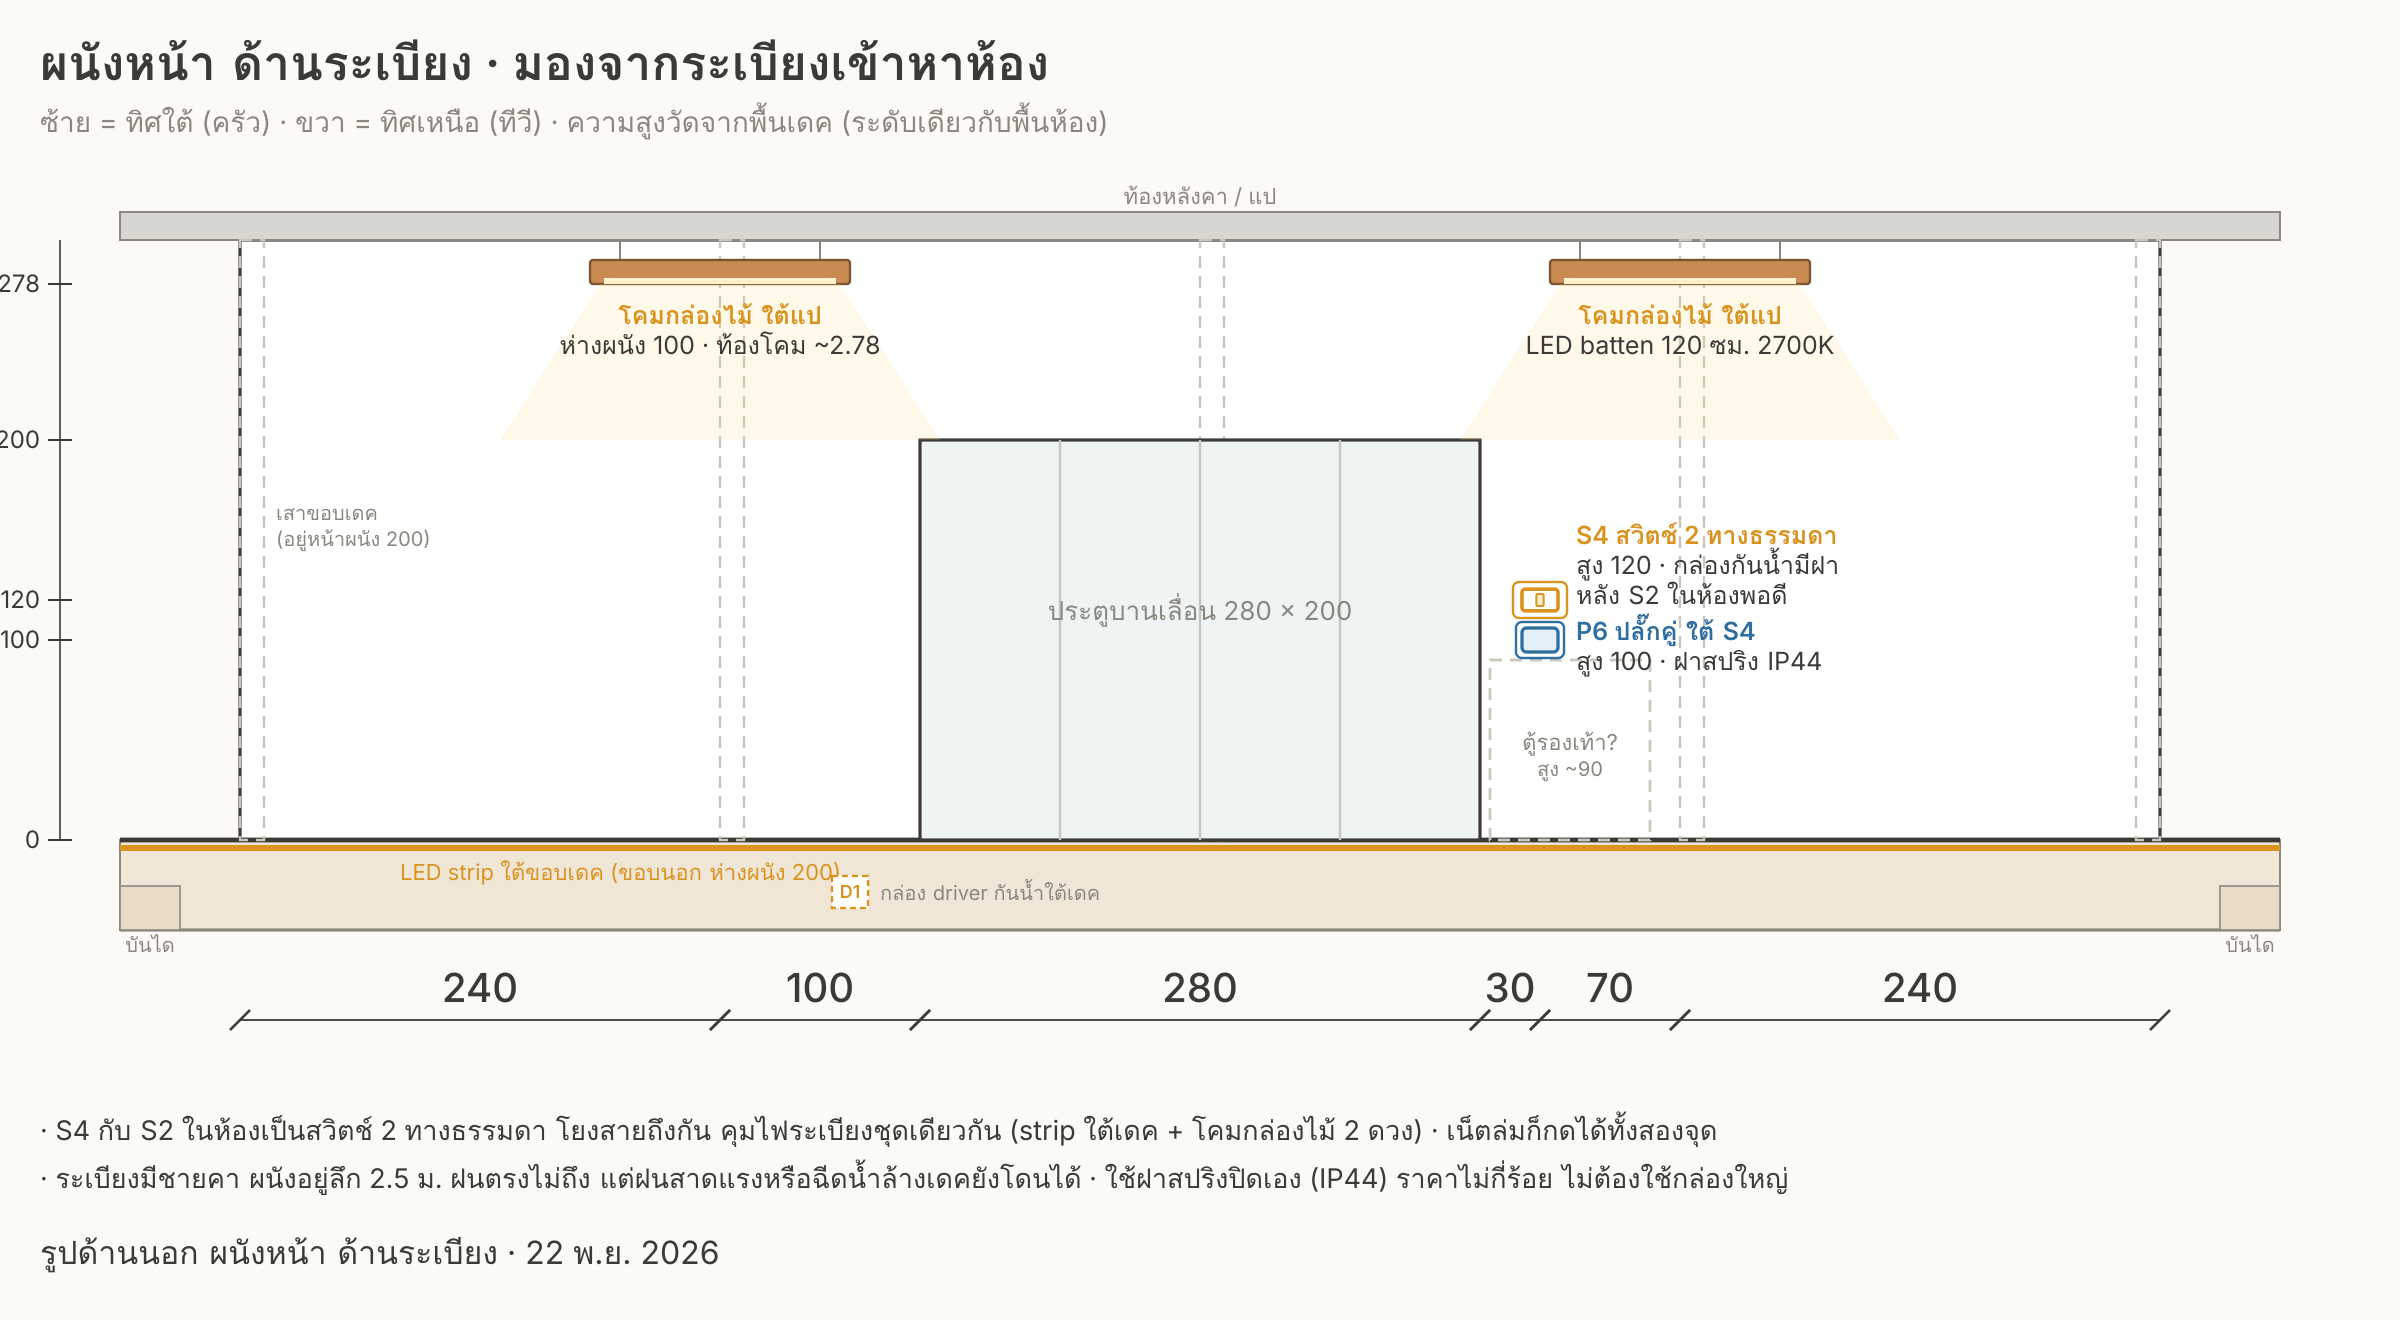 ผนังหน้า ด้านระเบียง · มองจากระเบียงเข้าหาห้อง
ซ้าย = ทิศใต้ (ครัว) · ขวา = ทิศเหนือ (ทีวี) · ความสูงวัดจากพื้นเดค (ระดับเดียวกับพื้นห้อง)
ท้องหลังคา / แป
278
โคมกล่องไม้ ใต้แป
ห่างผนัง 100 · ท้องโคม ~2.78
โคมกล่องไม้ ใต้แป
LED batten 120 ซม. 2700K
200
เสาขอบเดค
(อยู่หน้าผนัง 200)
S4 สวิตช์ 2 ทางธรรมดา
สูง 120 · กล่องกันน้ำมีฝา
หลัง S2 ในห้องพอดี
120
ประตูบานเลื่อน 280 × 200
P6 ปลั๊กคู่ ใต้ S4
สูง 100 · ฝาสปริง IP44
100
ตู้รองเท้า?
สูง ~90
0
LED strip ใต้ขอบเดค (ขอบนอก ห่างผนัง 200)
D1
กล่อง driver กันน้ำใต้เดค
บันได
บันได
240 100 280 30 70 240
· S4 กับ S2 ในห้องเป็นสวิตช์ 2 ทางธรรมดา โยงสายถึงกัน คุมไฟระเบียงชุดเดียวกัน (strip ใต้เดค + โคมกล่องไม้ 2 ดวง) · เน็ตล่มก็กดได้ทั้งสองจุด
· ระเบียงมีชายคา ผนังอยู่ลึก 2.5 ม. ฝนตรงไม่ถึง แต่ฝนสาดแรงหรือฉีดน้ำล้างเดคยังโดนได้ · ใช้ฝาสปริงปิดเอง (IP44) ราคาไม่กี่ร้อย ไม่ต้องใช้กล่องใหญ่
รูปด้านนอก ผนังหน้า ด้านระเบียง · 22 พ.ย. 2026